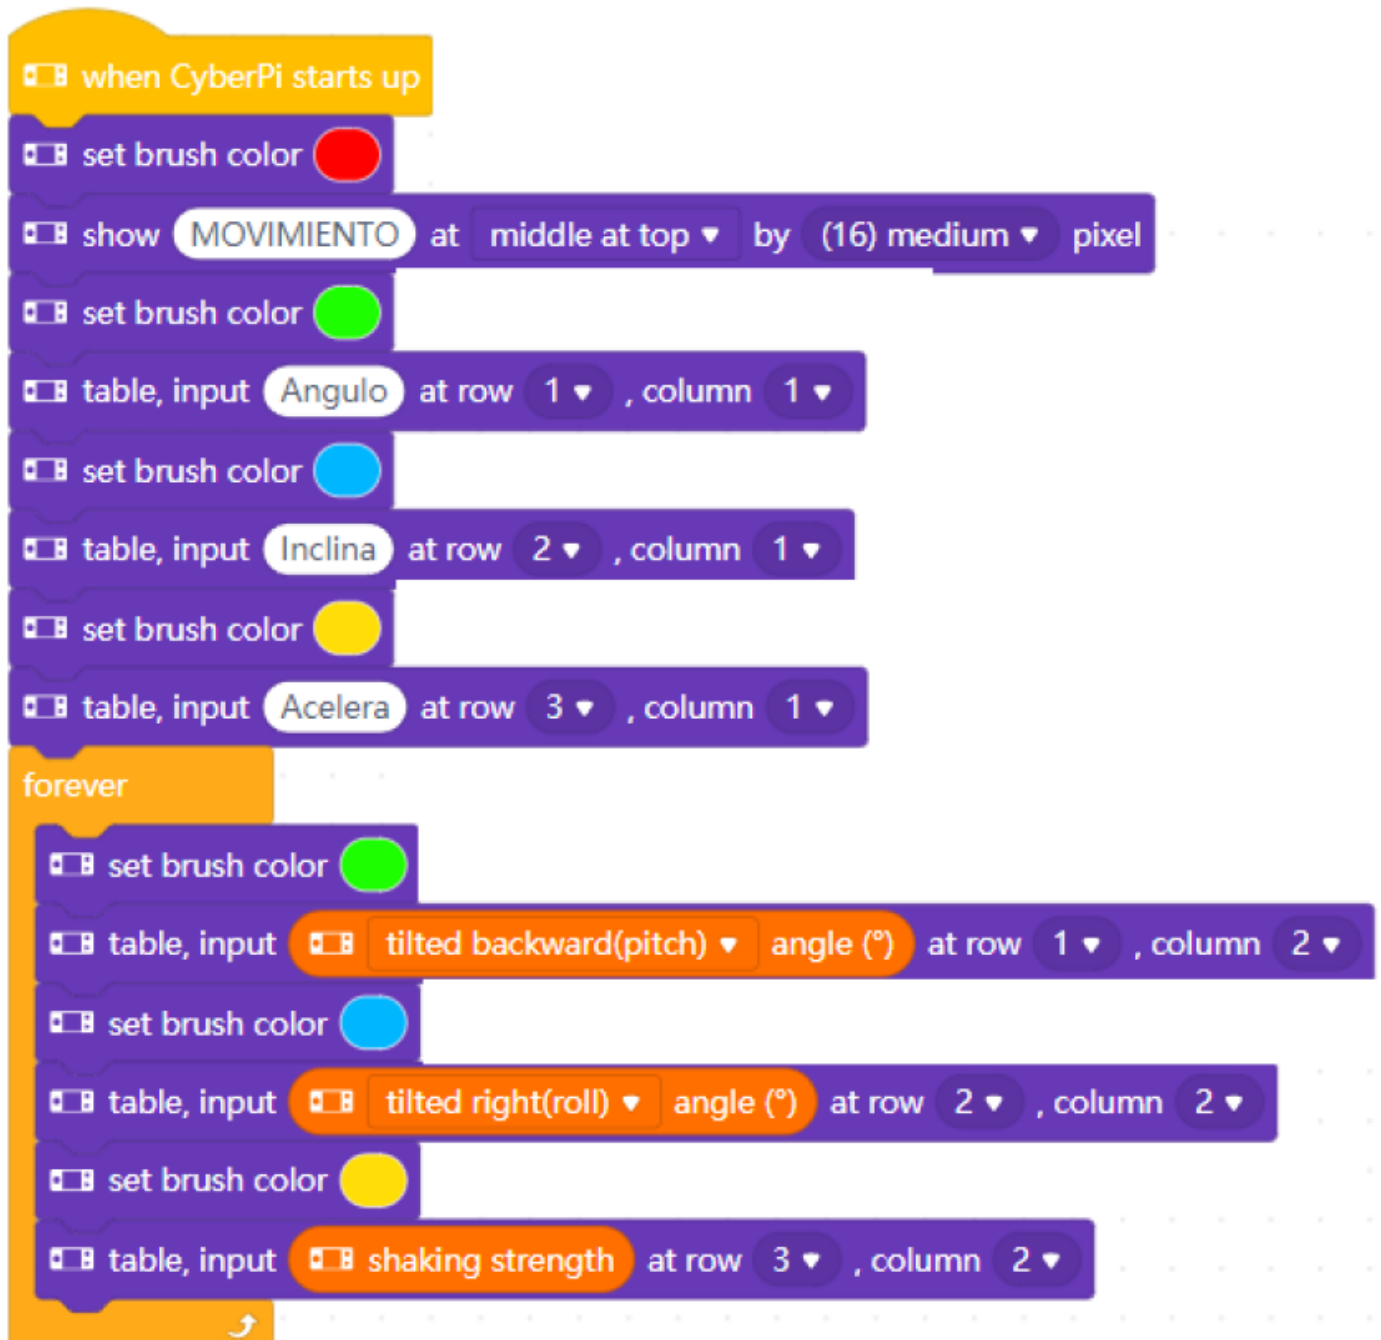 when CyberPi starts up
set brush color
show MOVIMIENTO at middle at top by (16) medium pixel
set brush color
table, input Angulo at row 1 , column 1
set brush color
table, input Inclina at row 2 , column 1
set brush color
table, input Acelera at row 3 , column 1
forever
set brush color
table, input tilted backward(pitch) angle (°) at row 1 , column 2
set brush color
table, input tilted right(roll) angle (°) at row 2 , column 2
set brush color
table, input shaking strength at row 3 , column 2